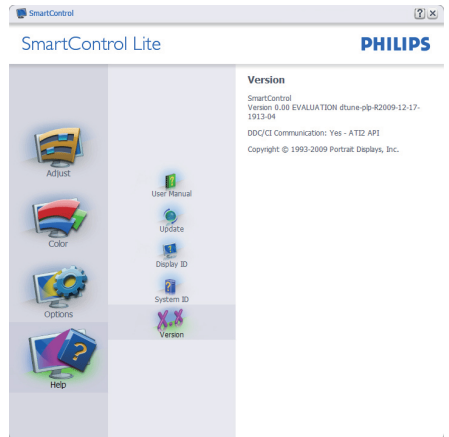 SmartControl
SmartControl Lite
PHILIPS
Adjust
Color
Options
Help
User Manual
Update
Display ID
System ID
Version
Version
SmartControl
Version 0.00 EVALUATION dtune-plp-R2009-12-17-
1913-04
DDC/CI Communication: Yes - ATI2 API
Copyright © 1993-2009 Portrait Displays, Inc.